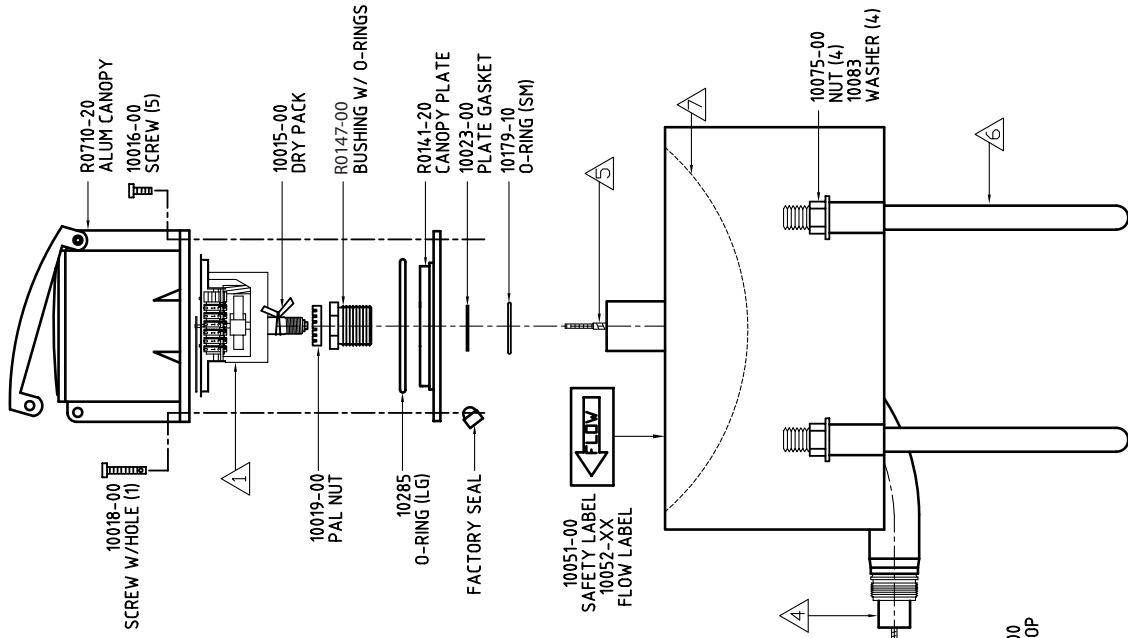 R0710-20
ALUM CANOPY
10016-00
SCREW (5)
10018-00
SCREW W/HOLE (1)
1
10015-00
DRY PACK
10019-00
PAL NUT
R0147-00
BUSHING W/ O-RINGS
10285
O-RING (LG)
R0141-20
CANOPY PLATE
10023-00
PLATE GASKET
10179-10
O-RING (SM)
FACTORY SEAL
5
FLOW
10051-00
SAFETY LABEL
10052-XX
FLOW LABEL
7
10075-00
NUT (4)
10083
WASHER (4)
6
4
00
OP